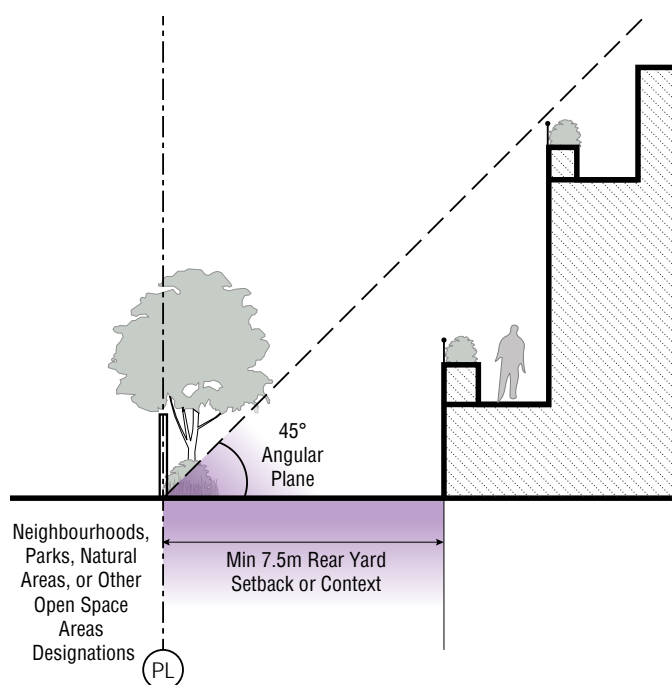 45°
Angular
Plane
Neighbourhoods,
Parks, Natural
Areas, or Other
Open Space
Areas
Designations
Min 7.5m Rear Yard
Setback or Context
PL